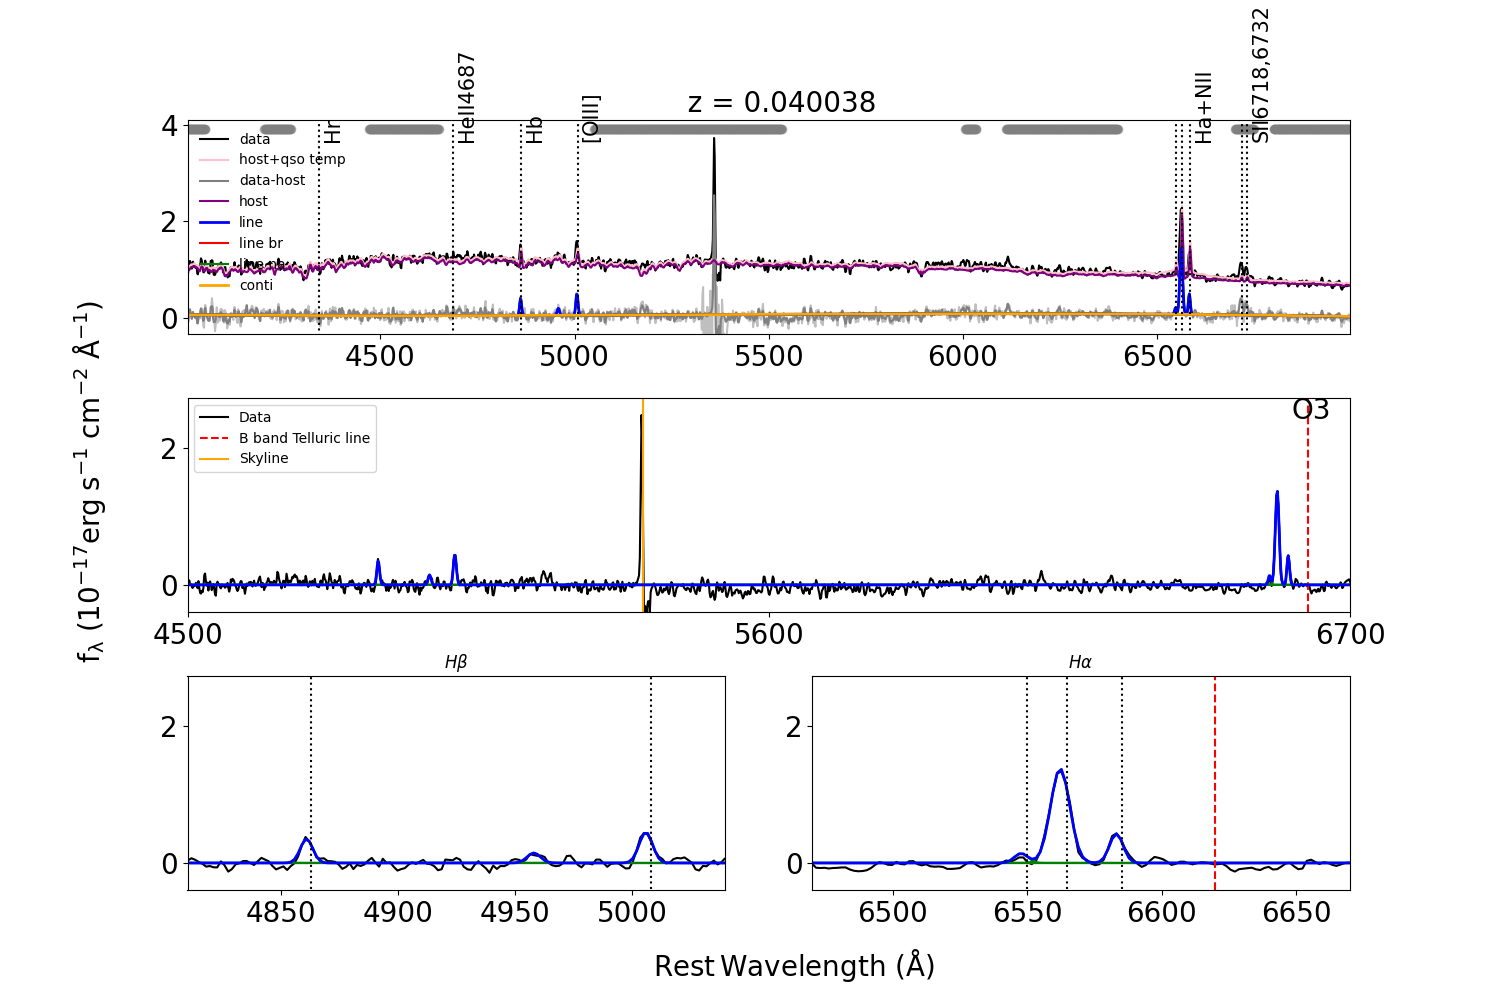 z = 0.040038
Hr
HeII4687
Hb
[OIII]
Ha+NII
SII6718,6732
data
host+qso temp
data-host
host
line
line br
conti
4
2
0
4500 5000 5500 6000 6500
Data
B band Telluric line
Skyline
O3
2
0
4500 5600 6700
fλ (10−17erg s−1 cm−2 Å−1)
Hβ
2
0
4850 4900 4950 5000
Hα
2
0
6500 6550 6600 6650
Rest Wavelength (Å)